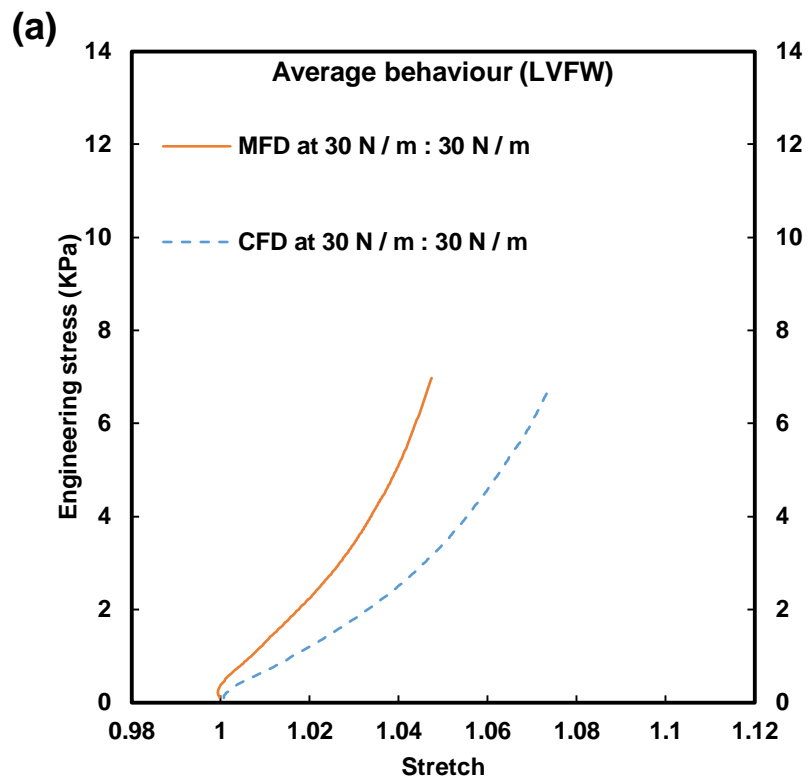 (a)
Average behaviour (LVFW)
MFD at 30 N / m : 30 N / m
CFD at 30 N / m : 30 N / m
Engineering stress (KPa)
14
12
10
8
6
4
2
0
14
12
10
8
6
4
2
0
0.98 1 1.02 1.04 1.06 1.08 1.1 1.12
Stretch